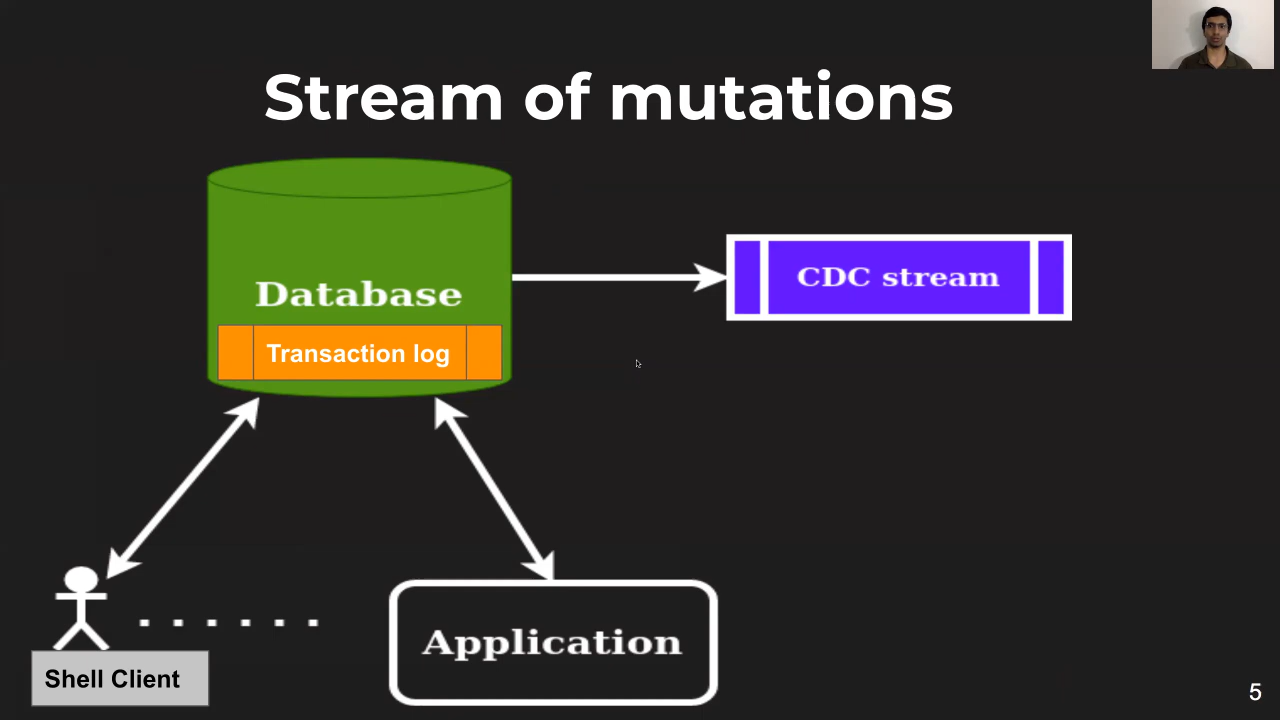 Stream of mutations
Database
Transaction log
CDC stream
Application
Shell Client
5